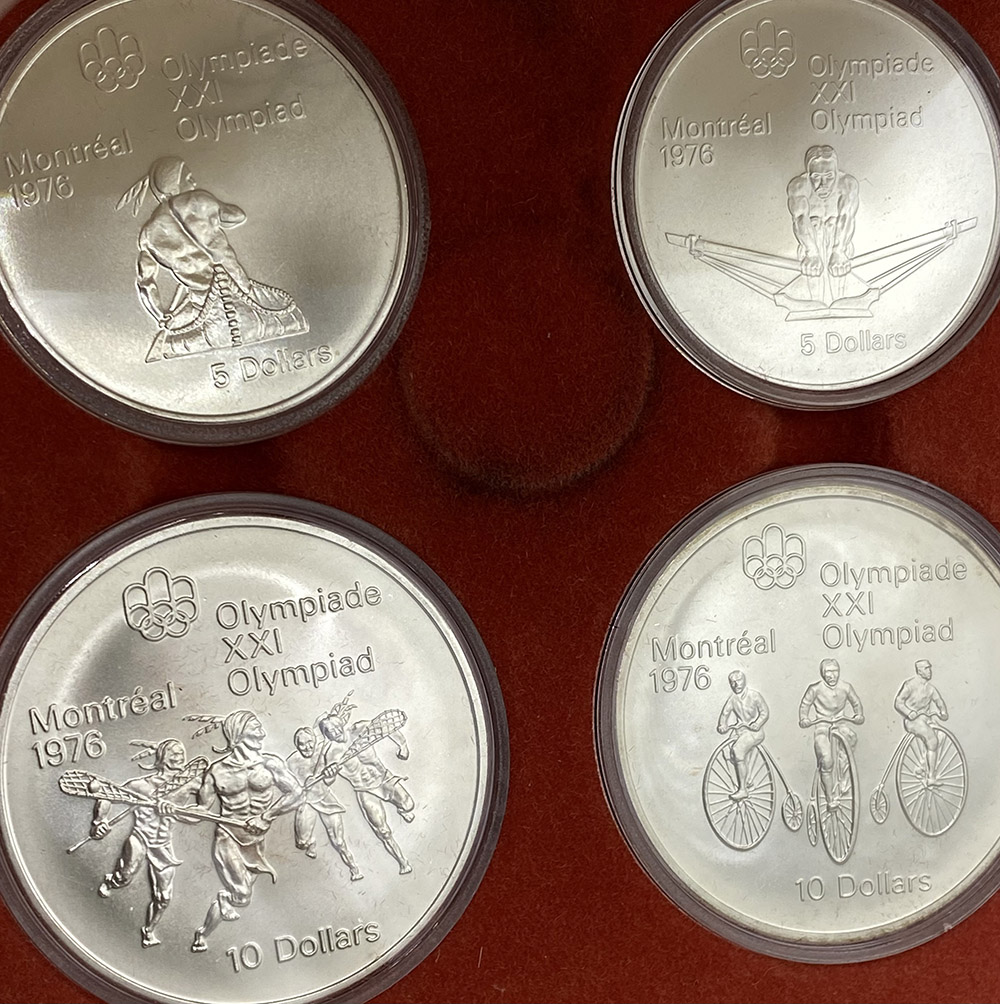 Olympiade
XXI
Olympiad
Montréal
1976
5 Dollars
Olympiade
XXI
Olympiad
Montréal
1976
5 Dollars
Olympiade
XXI
Olympiad
Montréal
1976
10 Dollars
Olympiade
XXI
Olympiad
Montréal
1976
10 Dollars